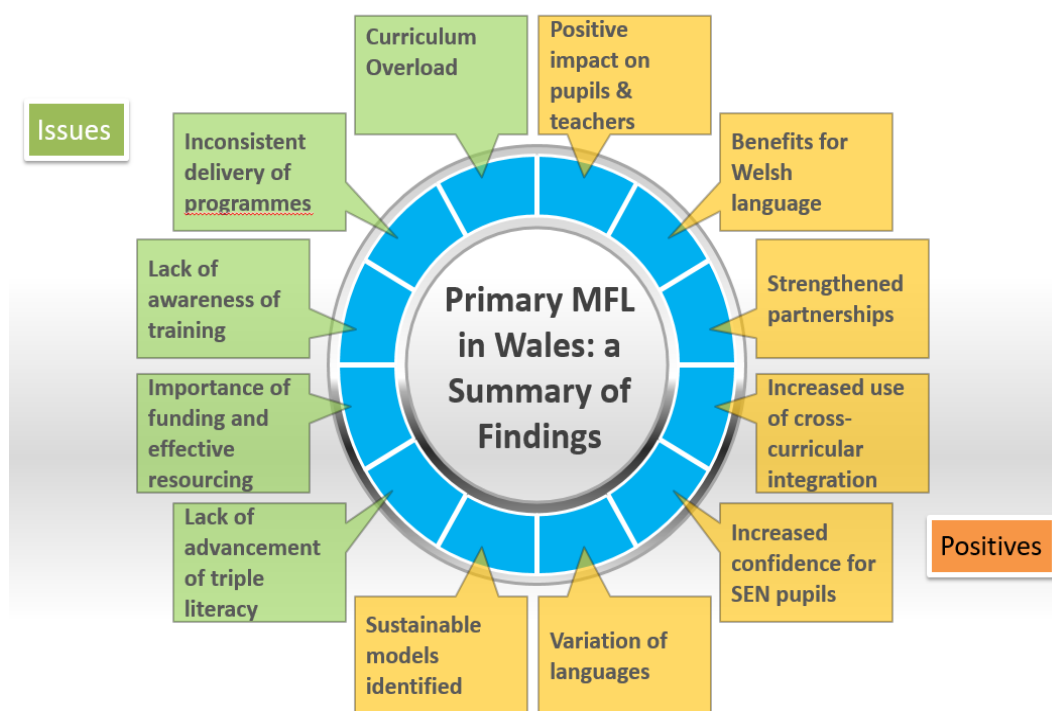 Issues
Curriculum
Overload
Positive
impact on
pupils &
teachers
Inconsistent
delivery of
programmes
Benefits for
Welsh
language
Lack of
awareness of
training
Strengthened
partnerships
Primary MFL
in Wales: a
Summary of
Findings
Importance of
funding and
effective
resourcing
Increased use
of cross-
curricular
integration
Lack of
advancement
of triple
literacy
Increased
confidence for
SEN pupils
Positives
Sustainable
models
identified
Variation of
languages